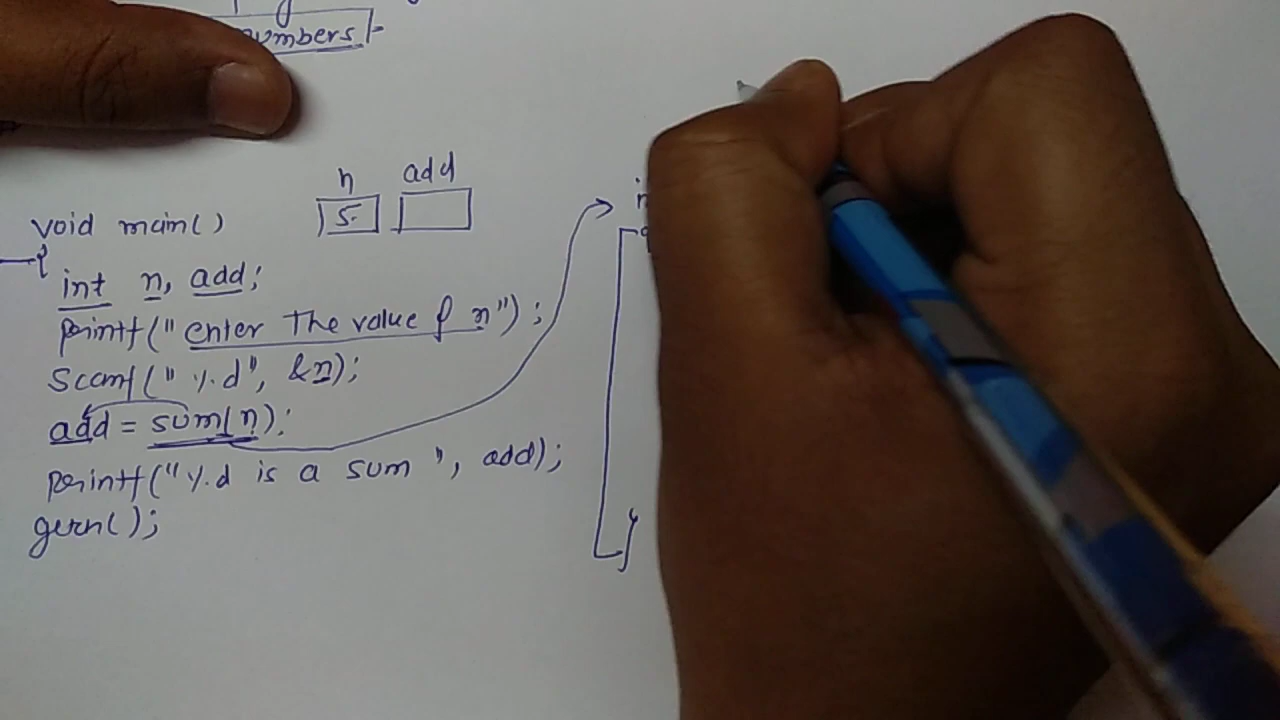 numbers :-
n add
5.
void main()
{
int n, add;
printf(" enter The value of n");
scanf(" %d", &n);
add = sum(n);
printf("%d is a sum ", add);
getch();
}